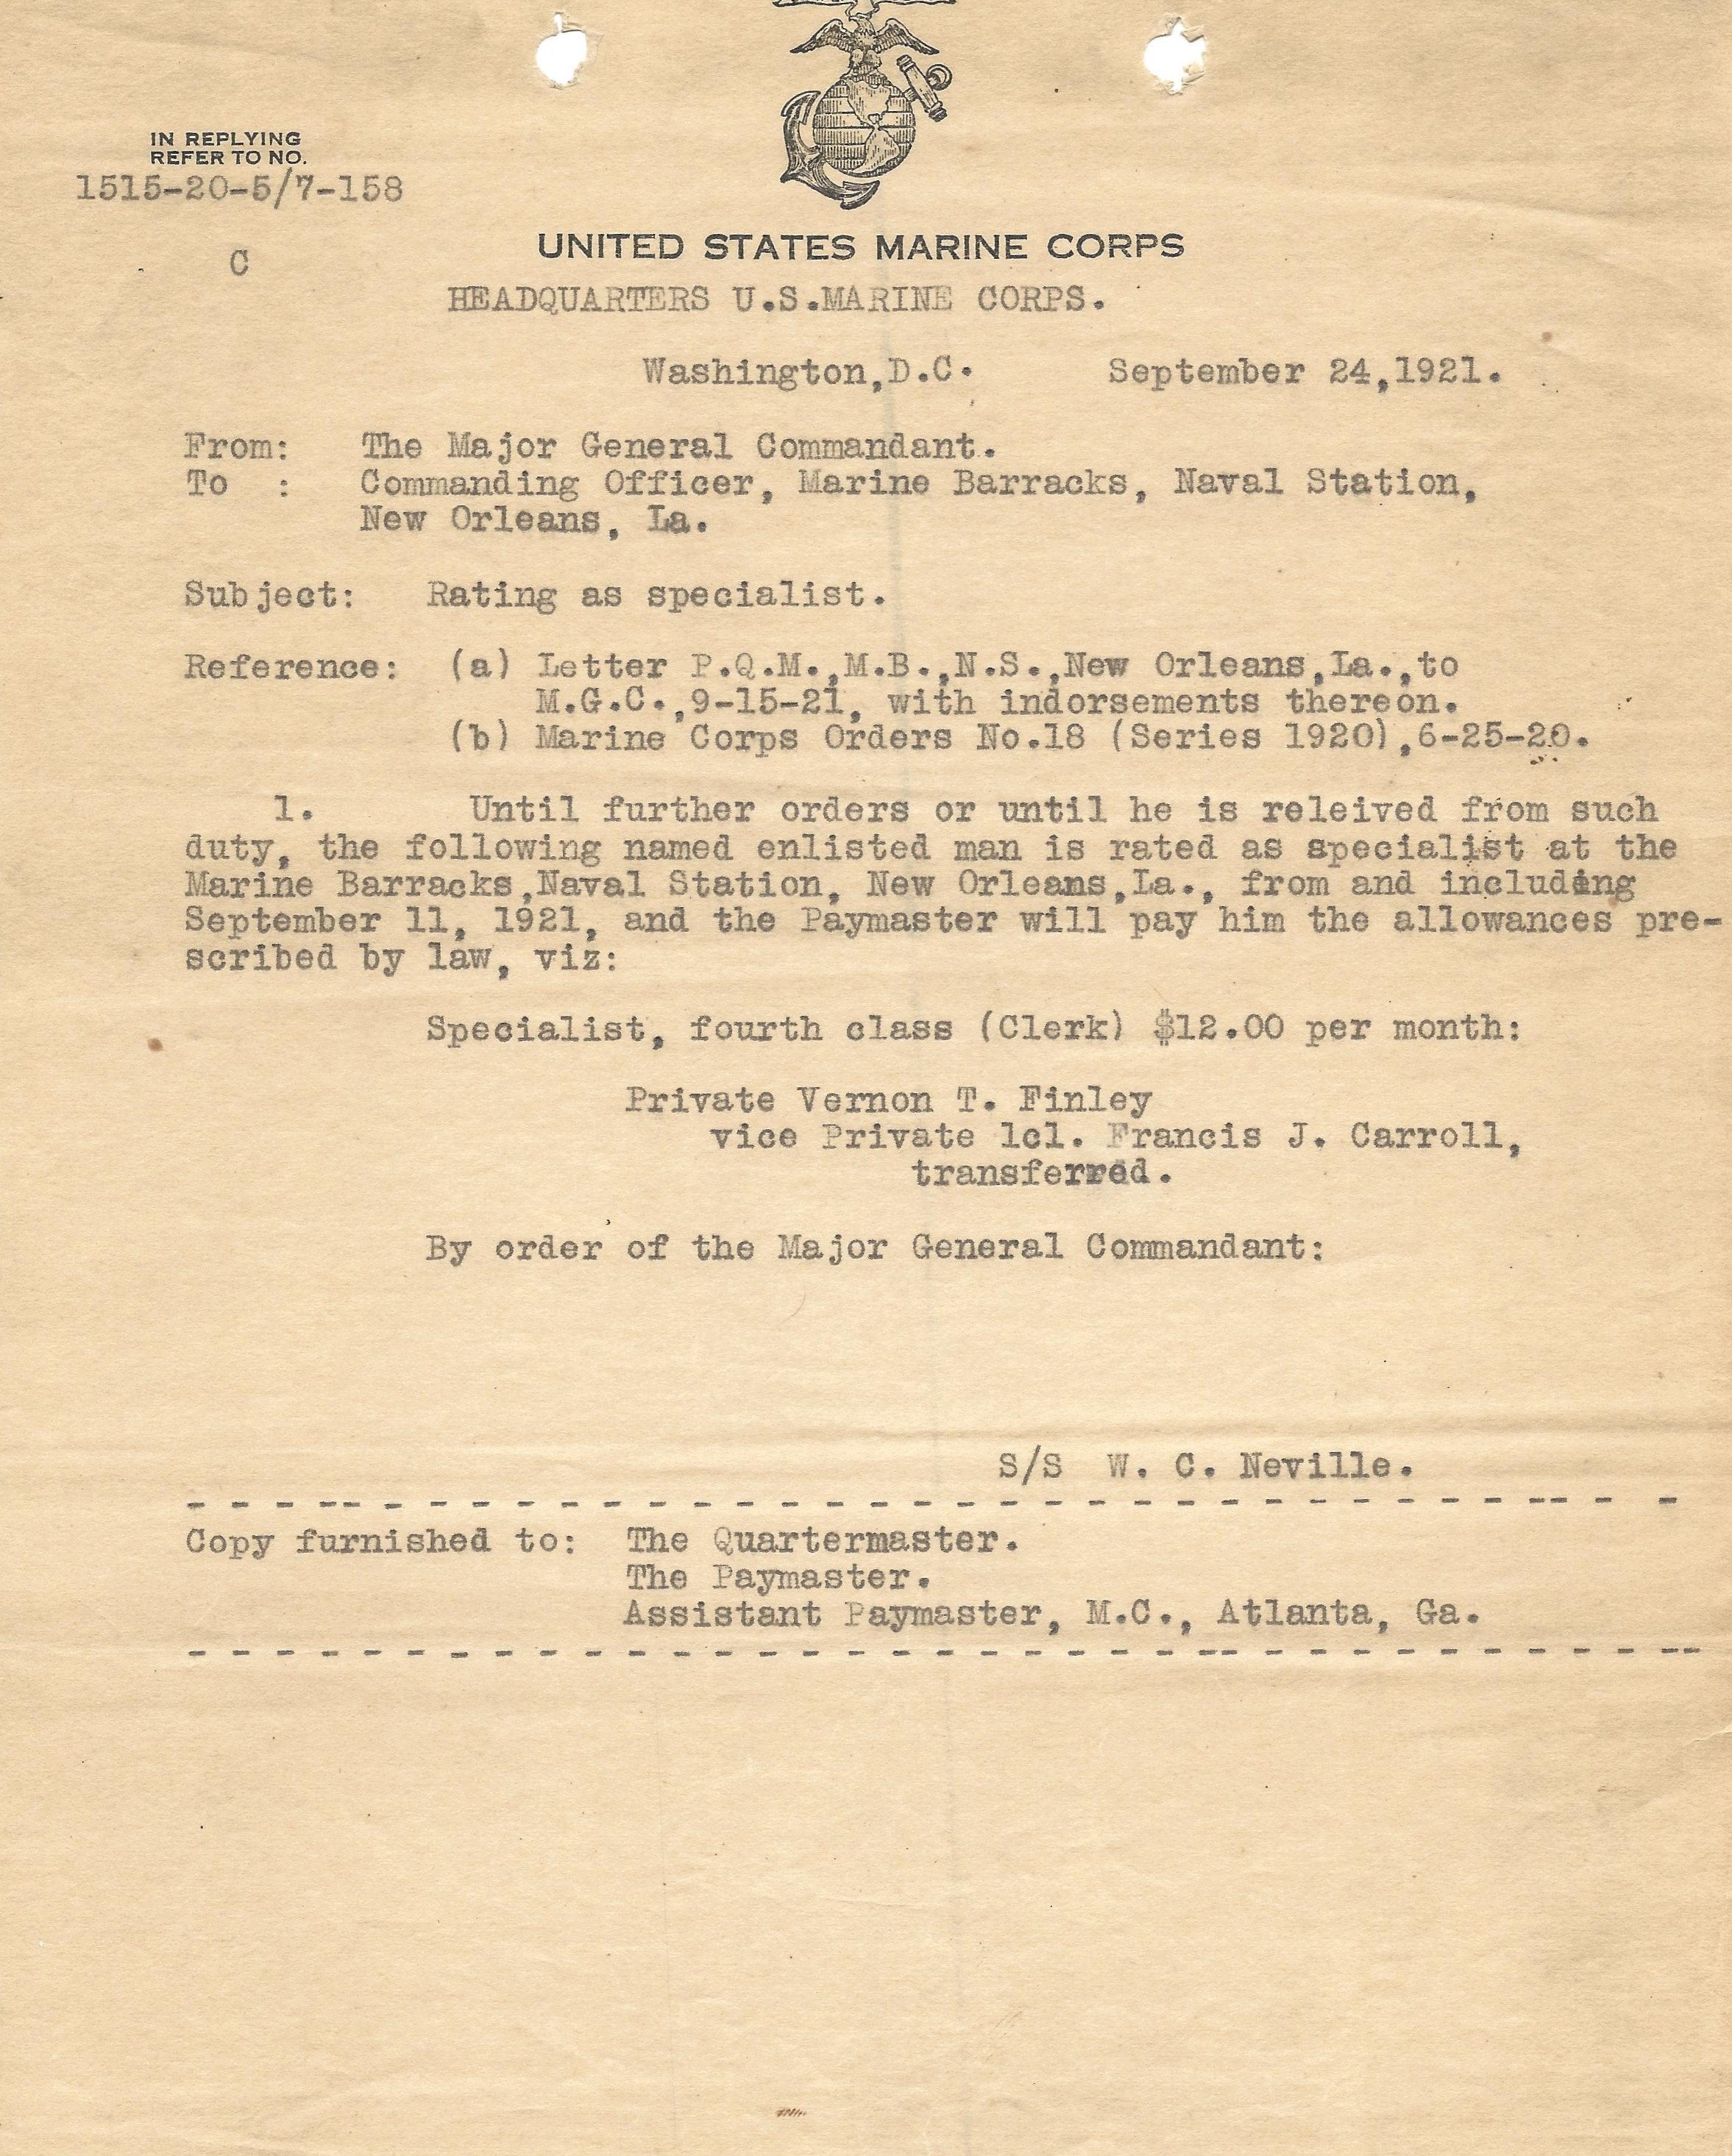 IN REPLYING
REFER TO NO.
1515-20-5/7-158
C
UNITED STATES MARINE CORPS
HEADQUARTERS U.S.MARINE CORPS.
Washington,D.C. September 24,1921.
From: The Major General Commandant.
To : Commanding Officer, Marine Barracks, Naval Station,
New Orleans, La.
Subject: Rating as specialist.
Reference: (a) Letter P.Q.M.,M.B.,N.S.,New Orleans,La.,to
M.G.C.,9-15-21, with indorsements thereon.
(b) Marine Corps Orders No.18 (Series 1920),6-25-20.
1. Until further orders or until he is releived from such
duty, the following named enlisted man is rated as specialist at the
Marine Barracks,Naval Station, New Orleans,La., from and including
September 11, 1921, and the Paymaster will pay him the allowances pre-
scribed by law, viz:
Specialist, fourth class (Clerk) $12.00 per month:
Private Vernon T. Finley
vice Private 1cl. Francis J. Carroll,
transferred.
By order of the Major General Commandant:
S/S W. C. Neville.
Copy furnished to: The Quartermaster.
The Paymaster.
Assistant Paymaster, M.C., Atlanta, Ga.